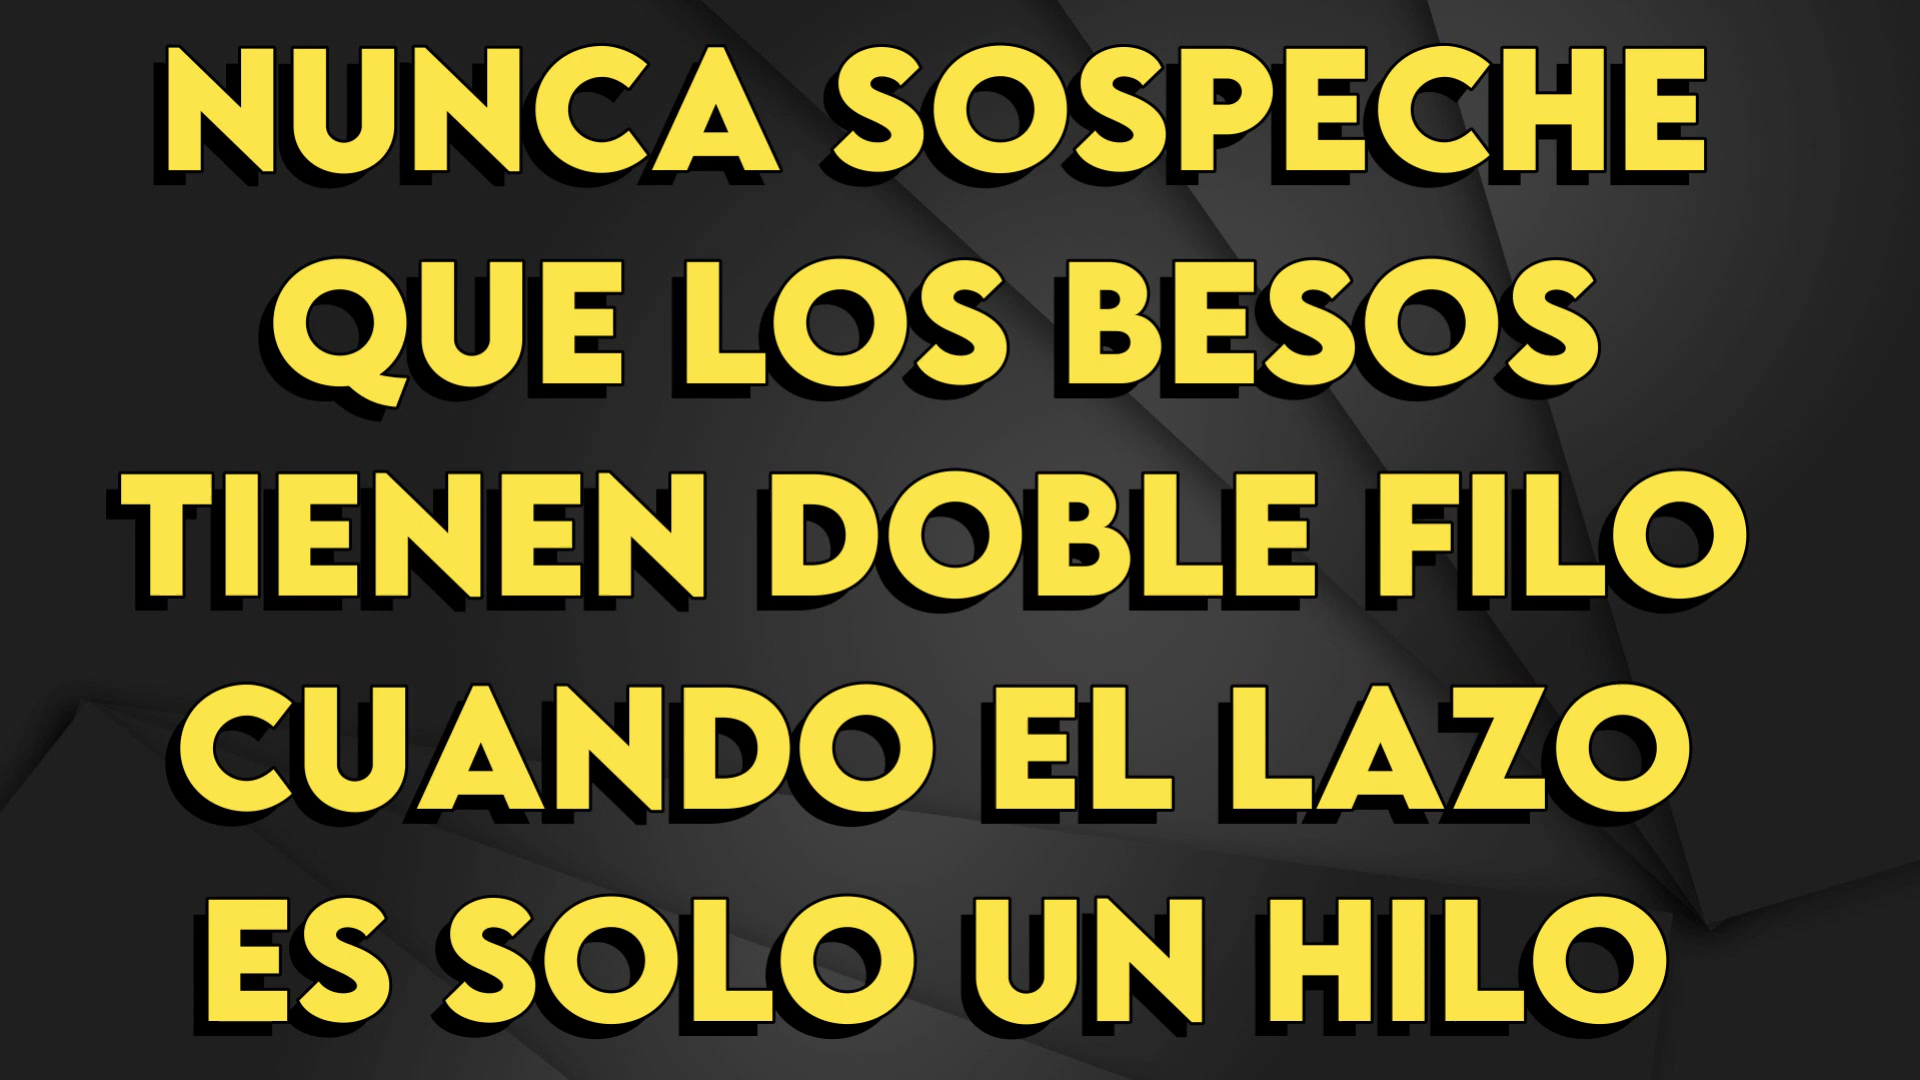 NUNCA SOSPECHE
QUE LOS BESOS
TIENEN DOBLE FILO
CUANDO EL LAZO
ES SOLO UN HILO